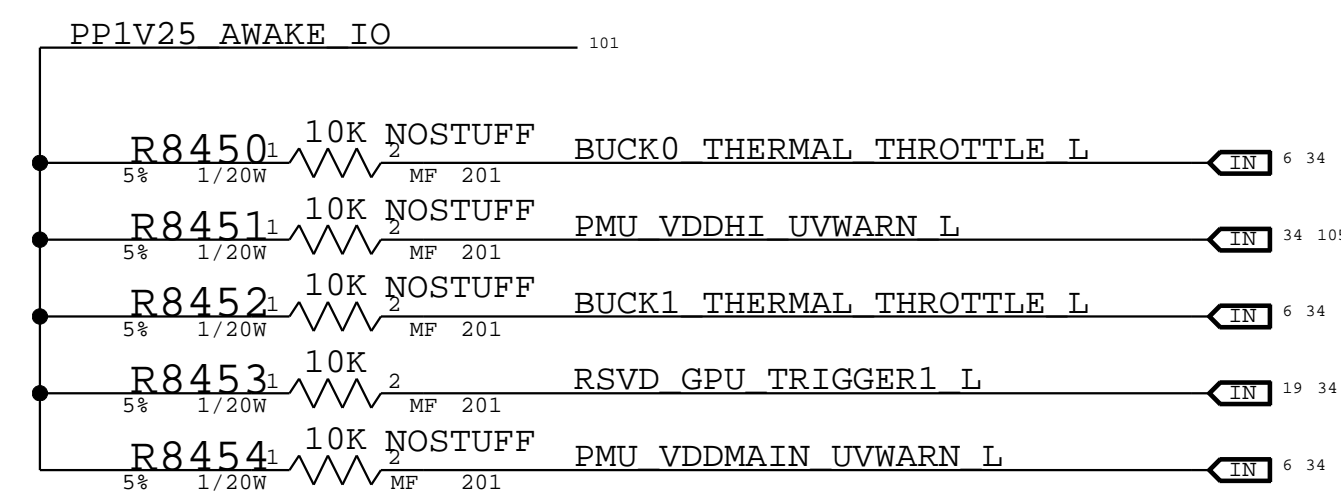 PP1V25_AWAKE_IO 101
R8450 1 10K NOSTUFF 2 BUCK0_THERMAL_THROTTLE_L IN 6 34
5% 1/20W MF 201
R8451 1 10K NOSTUFF 2 PMU_VDDHI_UVWARN_L IN 34 105
5% 1/20W MF 201
R8452 1 10K NOSTUFF 2 BUCK1_THERMAL_THROTTLE_L IN 6 34
5% 1/20W MF 201
R8453 1 10K 2 RSVD_GPU_TRIGGER1_L IN 19 34
5% 1/20W MF 201
R8454 1 10K NOSTUFF 2 PMU_VDDMAIN_UVWARN_L IN 6 34
5% 1/20W MF 201